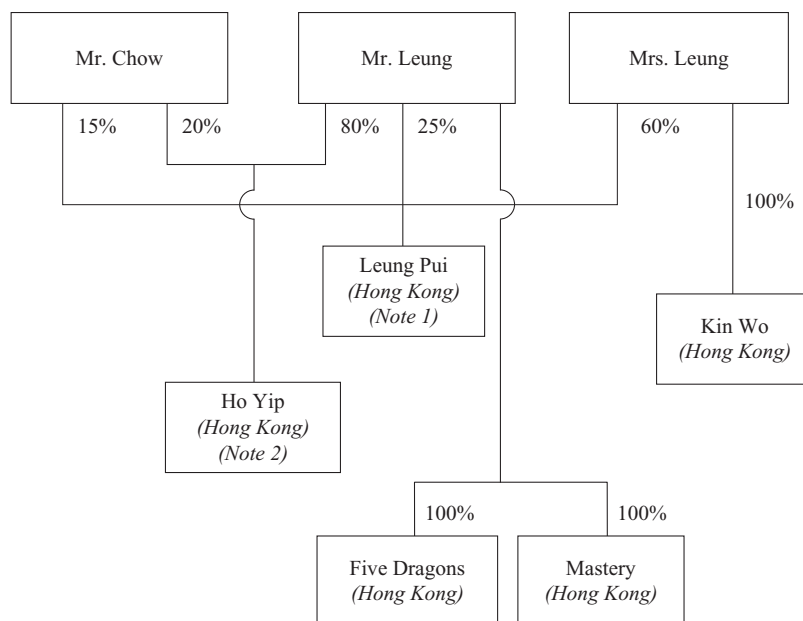 Mr. Chow
Mr. Leung
Mrs. Leung
15%
20%
80%
25%
60%
100%
Leung Pui
(Hong Kong)
(Note 1)
Kin Wo
(Hong Kong)
Ho Yip
(Hong Kong)
(Note 2)
100%
100%
Five Dragons
(Hong Kong)
Mastery
(Hong Kong)